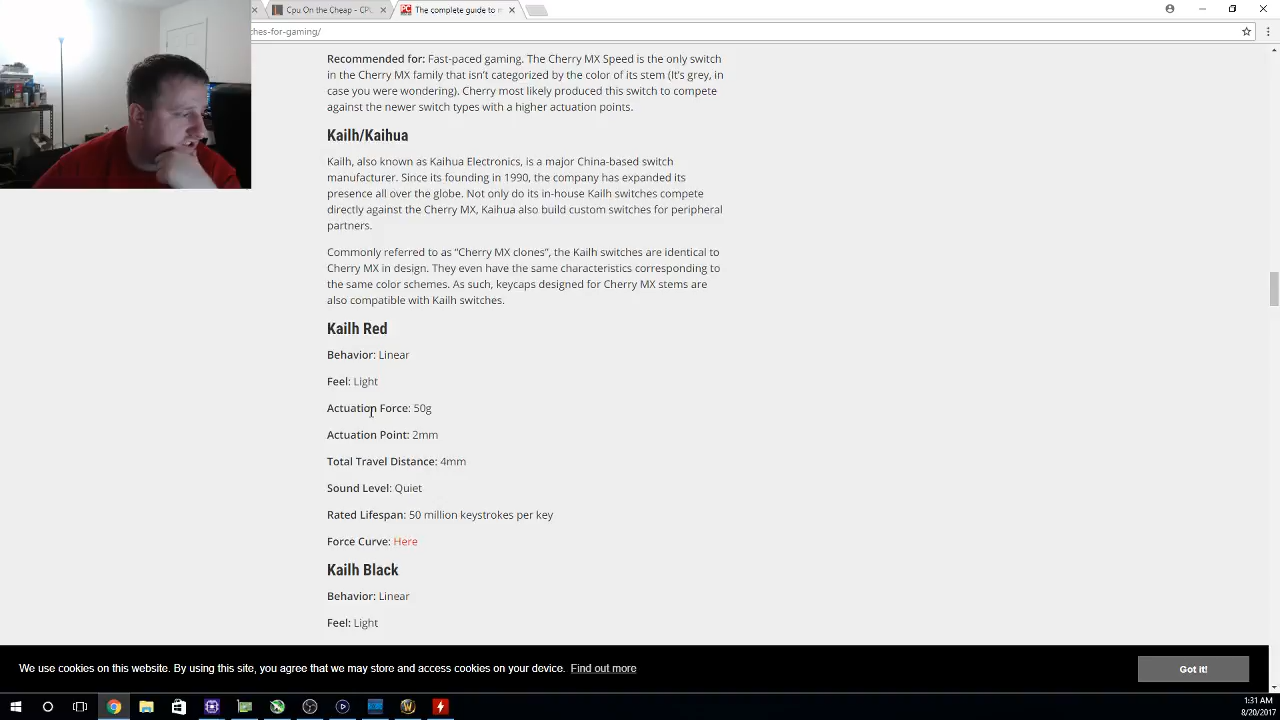 Cpu On the Cheap - CPU
The complete guide to m
ches-for-gaming/
Recommended for: Fast-paced gaming. The Cherry MX Speed is the only switch
in the Cherry MX family that isn't categorized by the color of its stem (It's grey, in
case you were wondering). Cherry most likely produced this switch to compete
against the newer switch types with a higher actuation points.
Kailh/Kaihua
Kailh, also known as Kaihua Electronics, is a major China-based switch
manufacturer. Since its founding in 1990, the company has expanded its
presence all over the globe. Not only do its in-house Kailh switches compete
directly against the Cherry MX, Kaihua also build custom switches for peripheral
partners.
Commonly referred to as “Cherry MX clones”, the Kailh switches are identical to
Cherry MX in design. They even have the same characteristics corresponding to
the same color schemes. As such, keycaps designed for Cherry MX stems are
also compatible with Kailh switches.
Kailh Red
Behavior: Linear
Feel: Light
Actuation Force: 50g
Actuation Point: 2mm
Total Travel Distance: 4mm
Sound Level: Quiet
Rated Lifespan: 50 million keystrokes per key
Force Curve: Here
Kailh Black
Behavior: Linear
Feel: Light
We use cookies on this website. By using this site, you agree that we may store and access cookies on your device. Find out more
Got it!
1:31 AM
8/20/2017